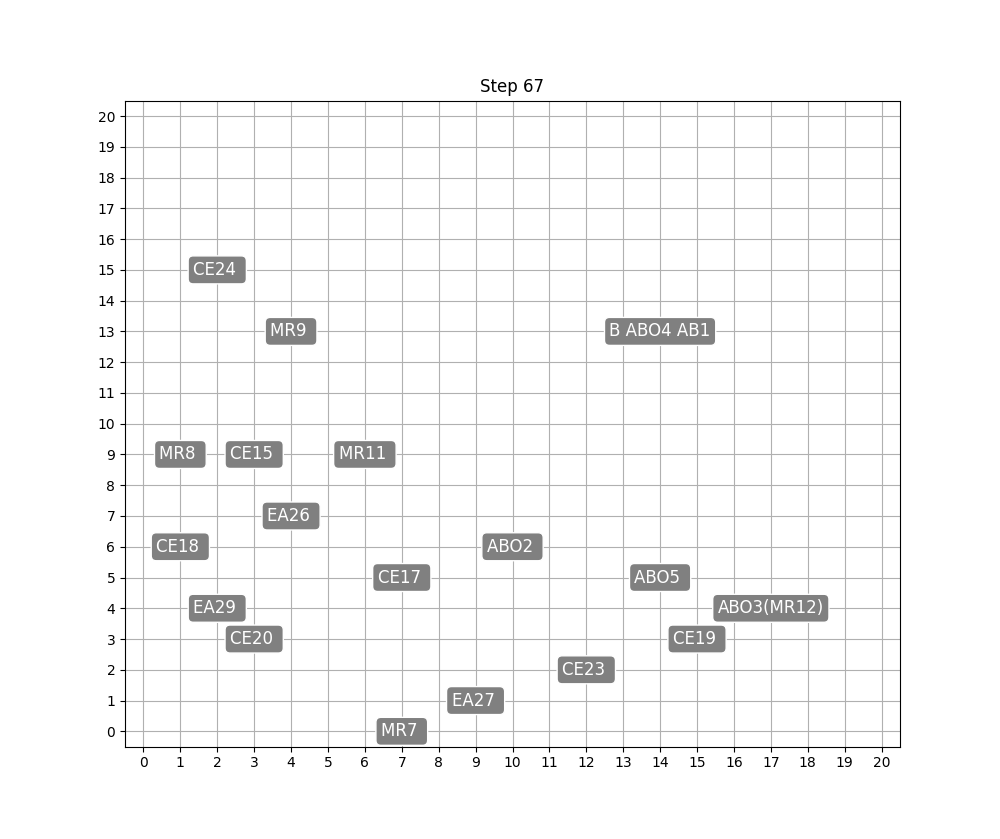 Step 67
20
19
18
17
16
15
CE24
14
13
MR9
B ABO4 AB1
12
11
10
9
MR8
CE15
MR11
8
7
EA26
6
CE18
ABO2
5
CE17
ABO5
4
EA29
ABO3(MR12)
3
CE20
CE19
2
CE23
1
EA27
0
MR7
0 1 2 3 4 5 6 7 8 9 10 11 12 13 14 15 16 17 18 19 20